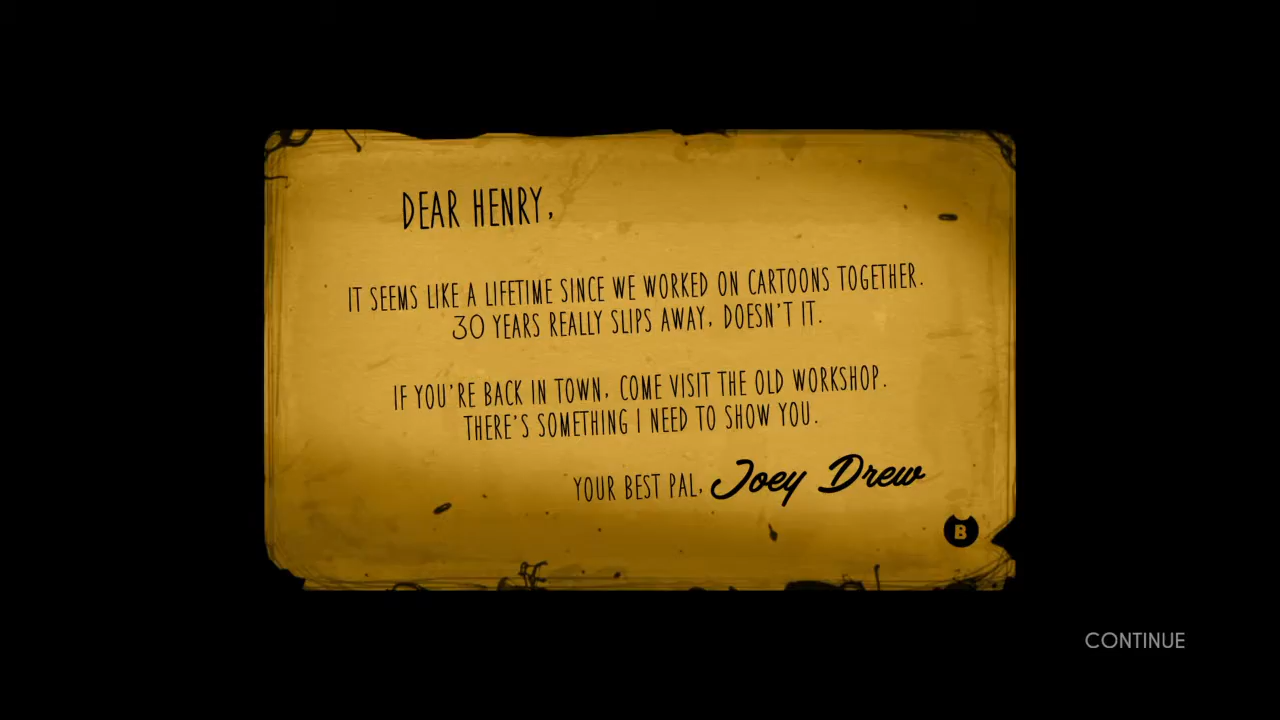 DEAR HENRY,
IT SEEMS LIKE A LIFETIME SINCE WE WORKED ON CARTOONS TOGETHER.
30 YEARS REALLY SLIPS AWAY, DOESN'T IT.
IF YOU'RE BACK IN TOWN, COME VISIT THE OLD WORKSHOP.
THERE'S SOMETHING I NEED TO SHOW YOU.
YOUR BEST PAL, Joey Drew
B
CONTINUE